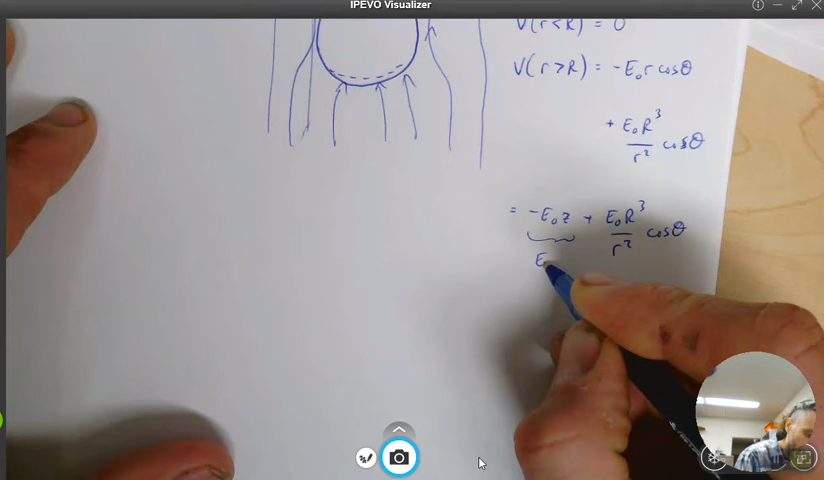 IPEVO Visualizer
V(r<R) = 0
V(r>R) = -E₀r cosθ
+ E₀R³/r² cosθ
= -E₀z + E₀R³/r² cosθ
E